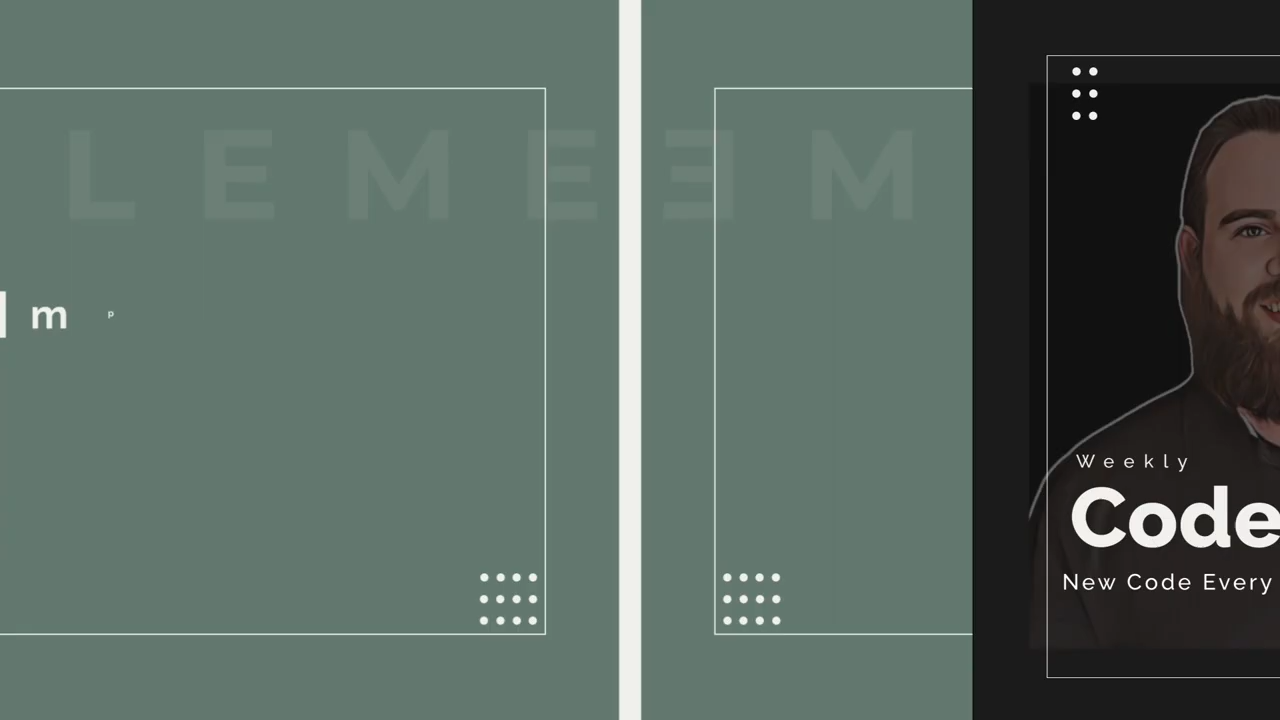 L E M E
E M
m p
Weekly
Code
New Code Every